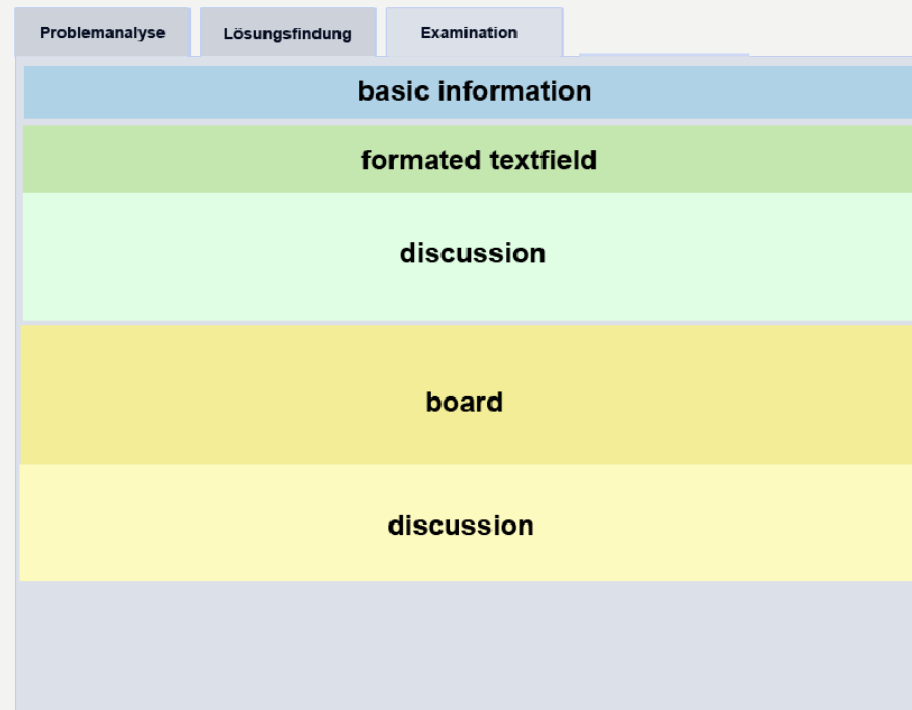 Problemanalyse Lösungsfindung Examination
basic information
formated textfield
discussion
board
discussion